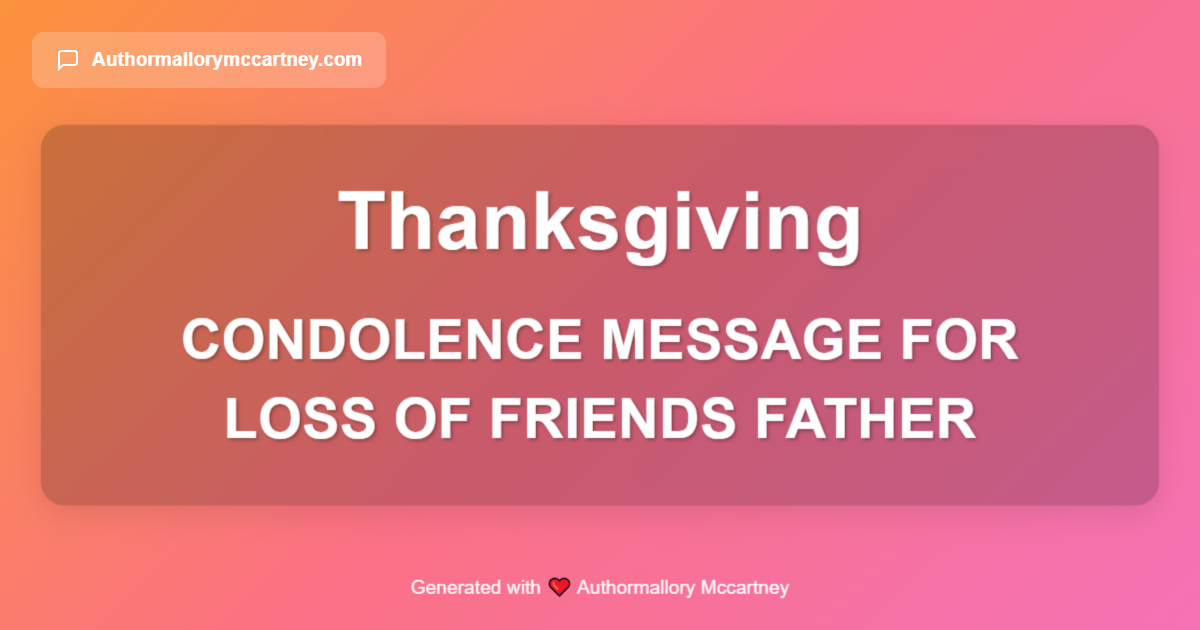 Authormallorymccartney.com
Thanksgiving
CONDOLENCE MESSAGE FOR
LOSS OF FRIENDS FATHER
Generated with ❤️ Authormallory Mccartney